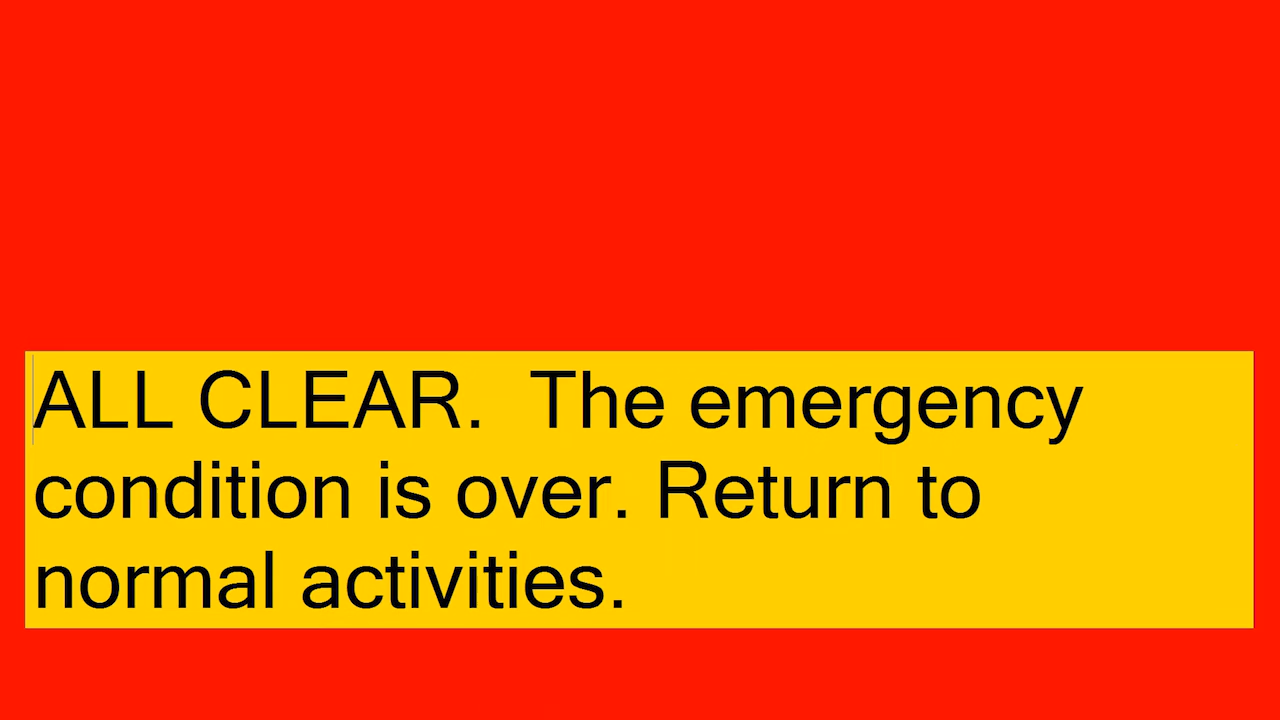 ALL CLEAR.  The emergency
condition is over. Return to
normal activities.